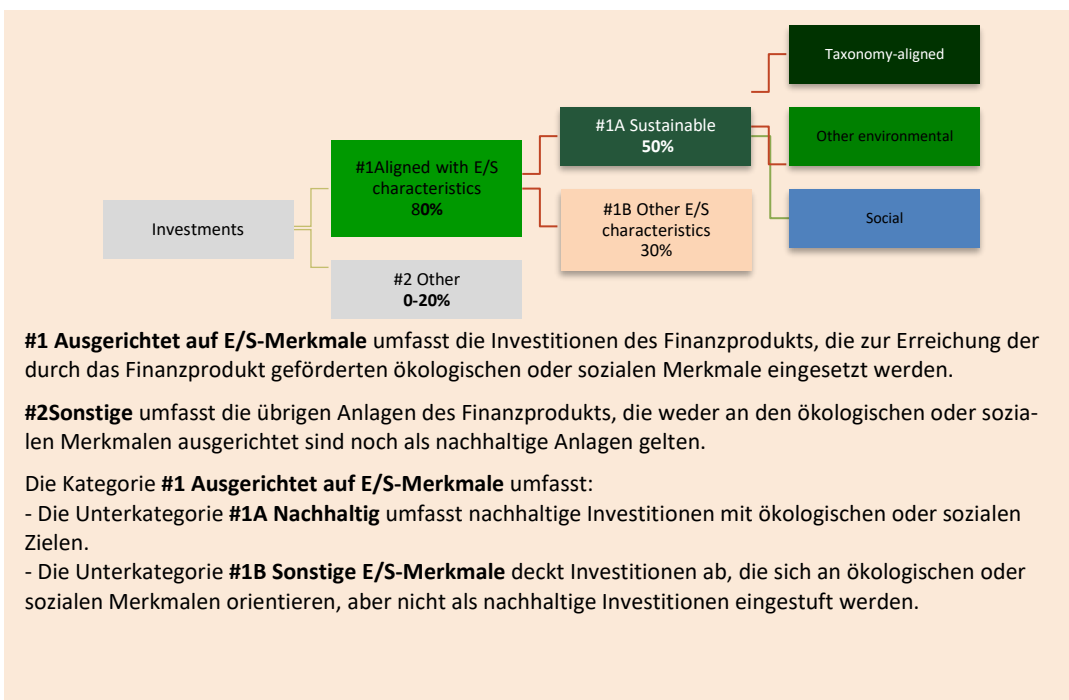 Taxonomy-aligned
#1A Sustainable
50%
Other environmental
#1Aligned with E/S
characteristics
80%
#1B Other E/S
characteristics
30%
Social
Investments
#2 Other
0-20%
#1 Ausgerichtet auf E/S-Merkmale umfasst die Investitionen des Finanzprodukts, die zur Erreichung der
durch das Finanzprodukt geförderten ökologischen oder sozialen Merkmale eingesetzt werden.
#2Sonstige umfasst die übrigen Anlagen des Finanzprodukts, die weder an den ökologischen oder sozia-
len Merkmalen ausgerichtet sind noch als nachhaltige Anlagen gelten.
Die Kategorie #1 Ausgerichtet auf E/S-Merkmale umfasst:
- Die Unterkategorie #1A Nachhaltig umfasst nachhaltige Investitionen mit ökologischen oder sozialen
Zielen.
- Die Unterkategorie #1B Sonstige E/S-Merkmale deckt Investitionen ab, die sich an ökologischen oder
sozialen Merkmalen orientieren, aber nicht als nachhaltige Investitionen eingestuft werden.